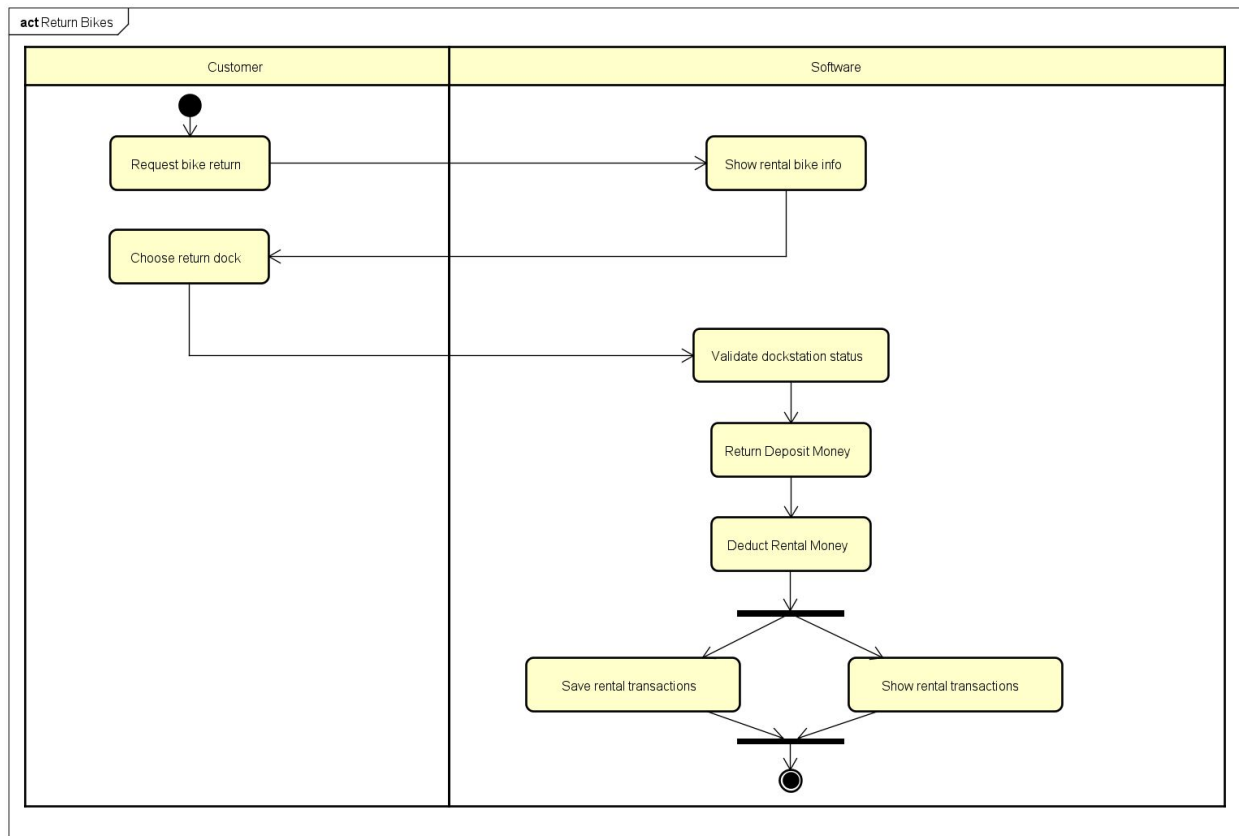 act Return Bikes
Customer
Software
Request bike return
Show rental bike info
Choose return dock
Validate dockstation status
Return Deposit Money
Deduct Rental Money
Save rental transactions
Show rental transactions